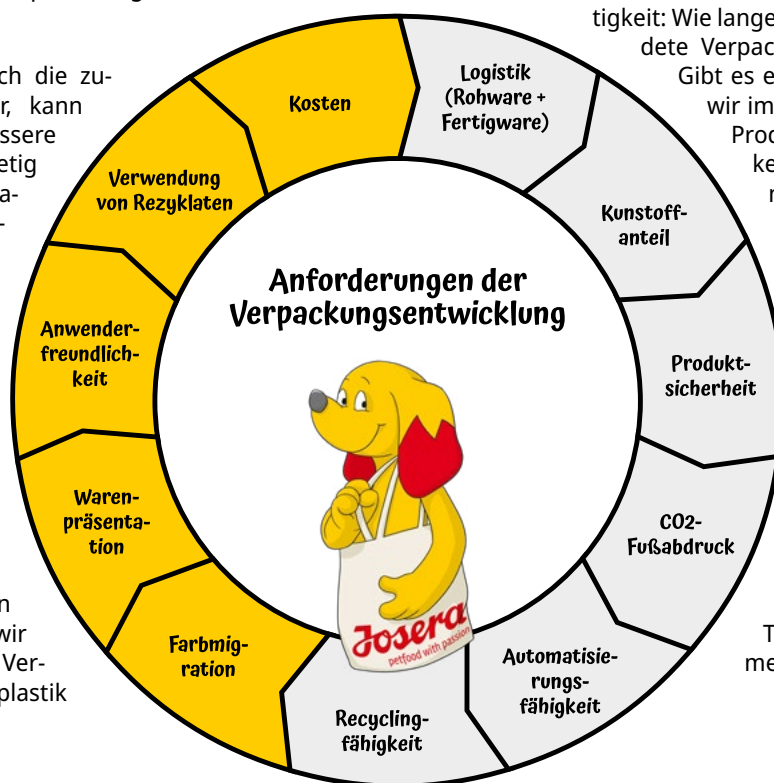 tigkeit: Wie lange
dete Verpac
Gibt es e
wir im
Prod
ke
ch die zu-
r, kann
ssere
etig
a-
-
Kosten
Logistik
(Rohware +
Fertigware)
Kunstoff-
anteil
Produkt-
sicherheit
CO2-
Fußabdruck
Automatisie-
rungs-
fähigkeit
Recycling-
fähigkeit
Farbmig-
ration
Waren-
präsenta-
tion
Anwender-
freundlich-
keit
Verwendung
von Rezyklaten
Anforderungen der
Verpackungsentwicklung
Josera
petfood with passion
n
wir
Ver-
plastik
T
me